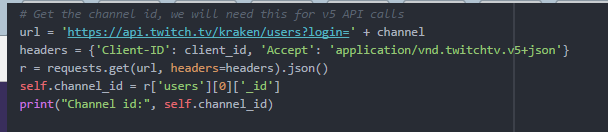 # Get the channel id, we will need this for v5 API calls
url = 'https://api.twitch.tv/kraken/users?login=' + channel
headers = {'Client-ID': client_id, 'Accept': 'application/vnd.twitchtv.v5+json'}
r = requests.get(url, headers=headers).json()
self.channel_id = r['users'][0]['_id']
print("Channel id:", self.channel_id)